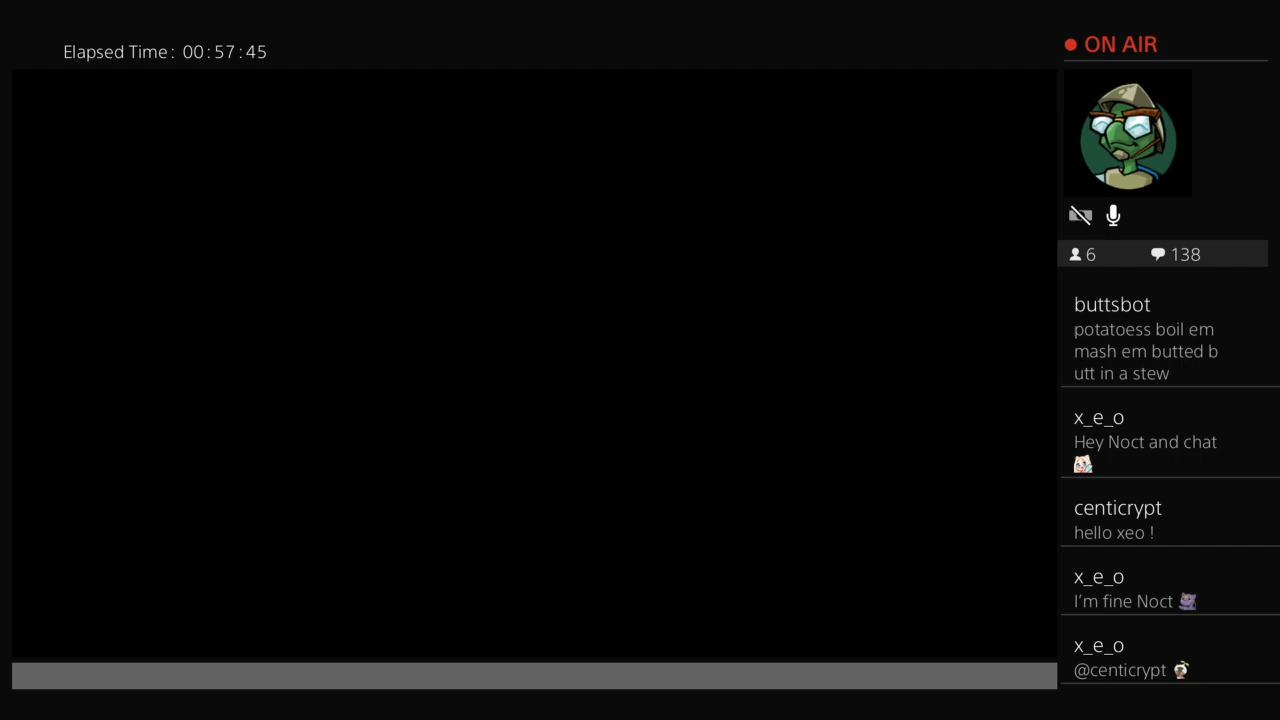 Elapsed Time: 00:57:45
ON AIR
6 138
buttsbot
potatoess boil em
mash em butted b
utt in a stew
x_e_o
Hey Noct and chat
centicrypt
hello xeo !
x_e_o
I'm fine Noct
x_e_o
@centicrypt